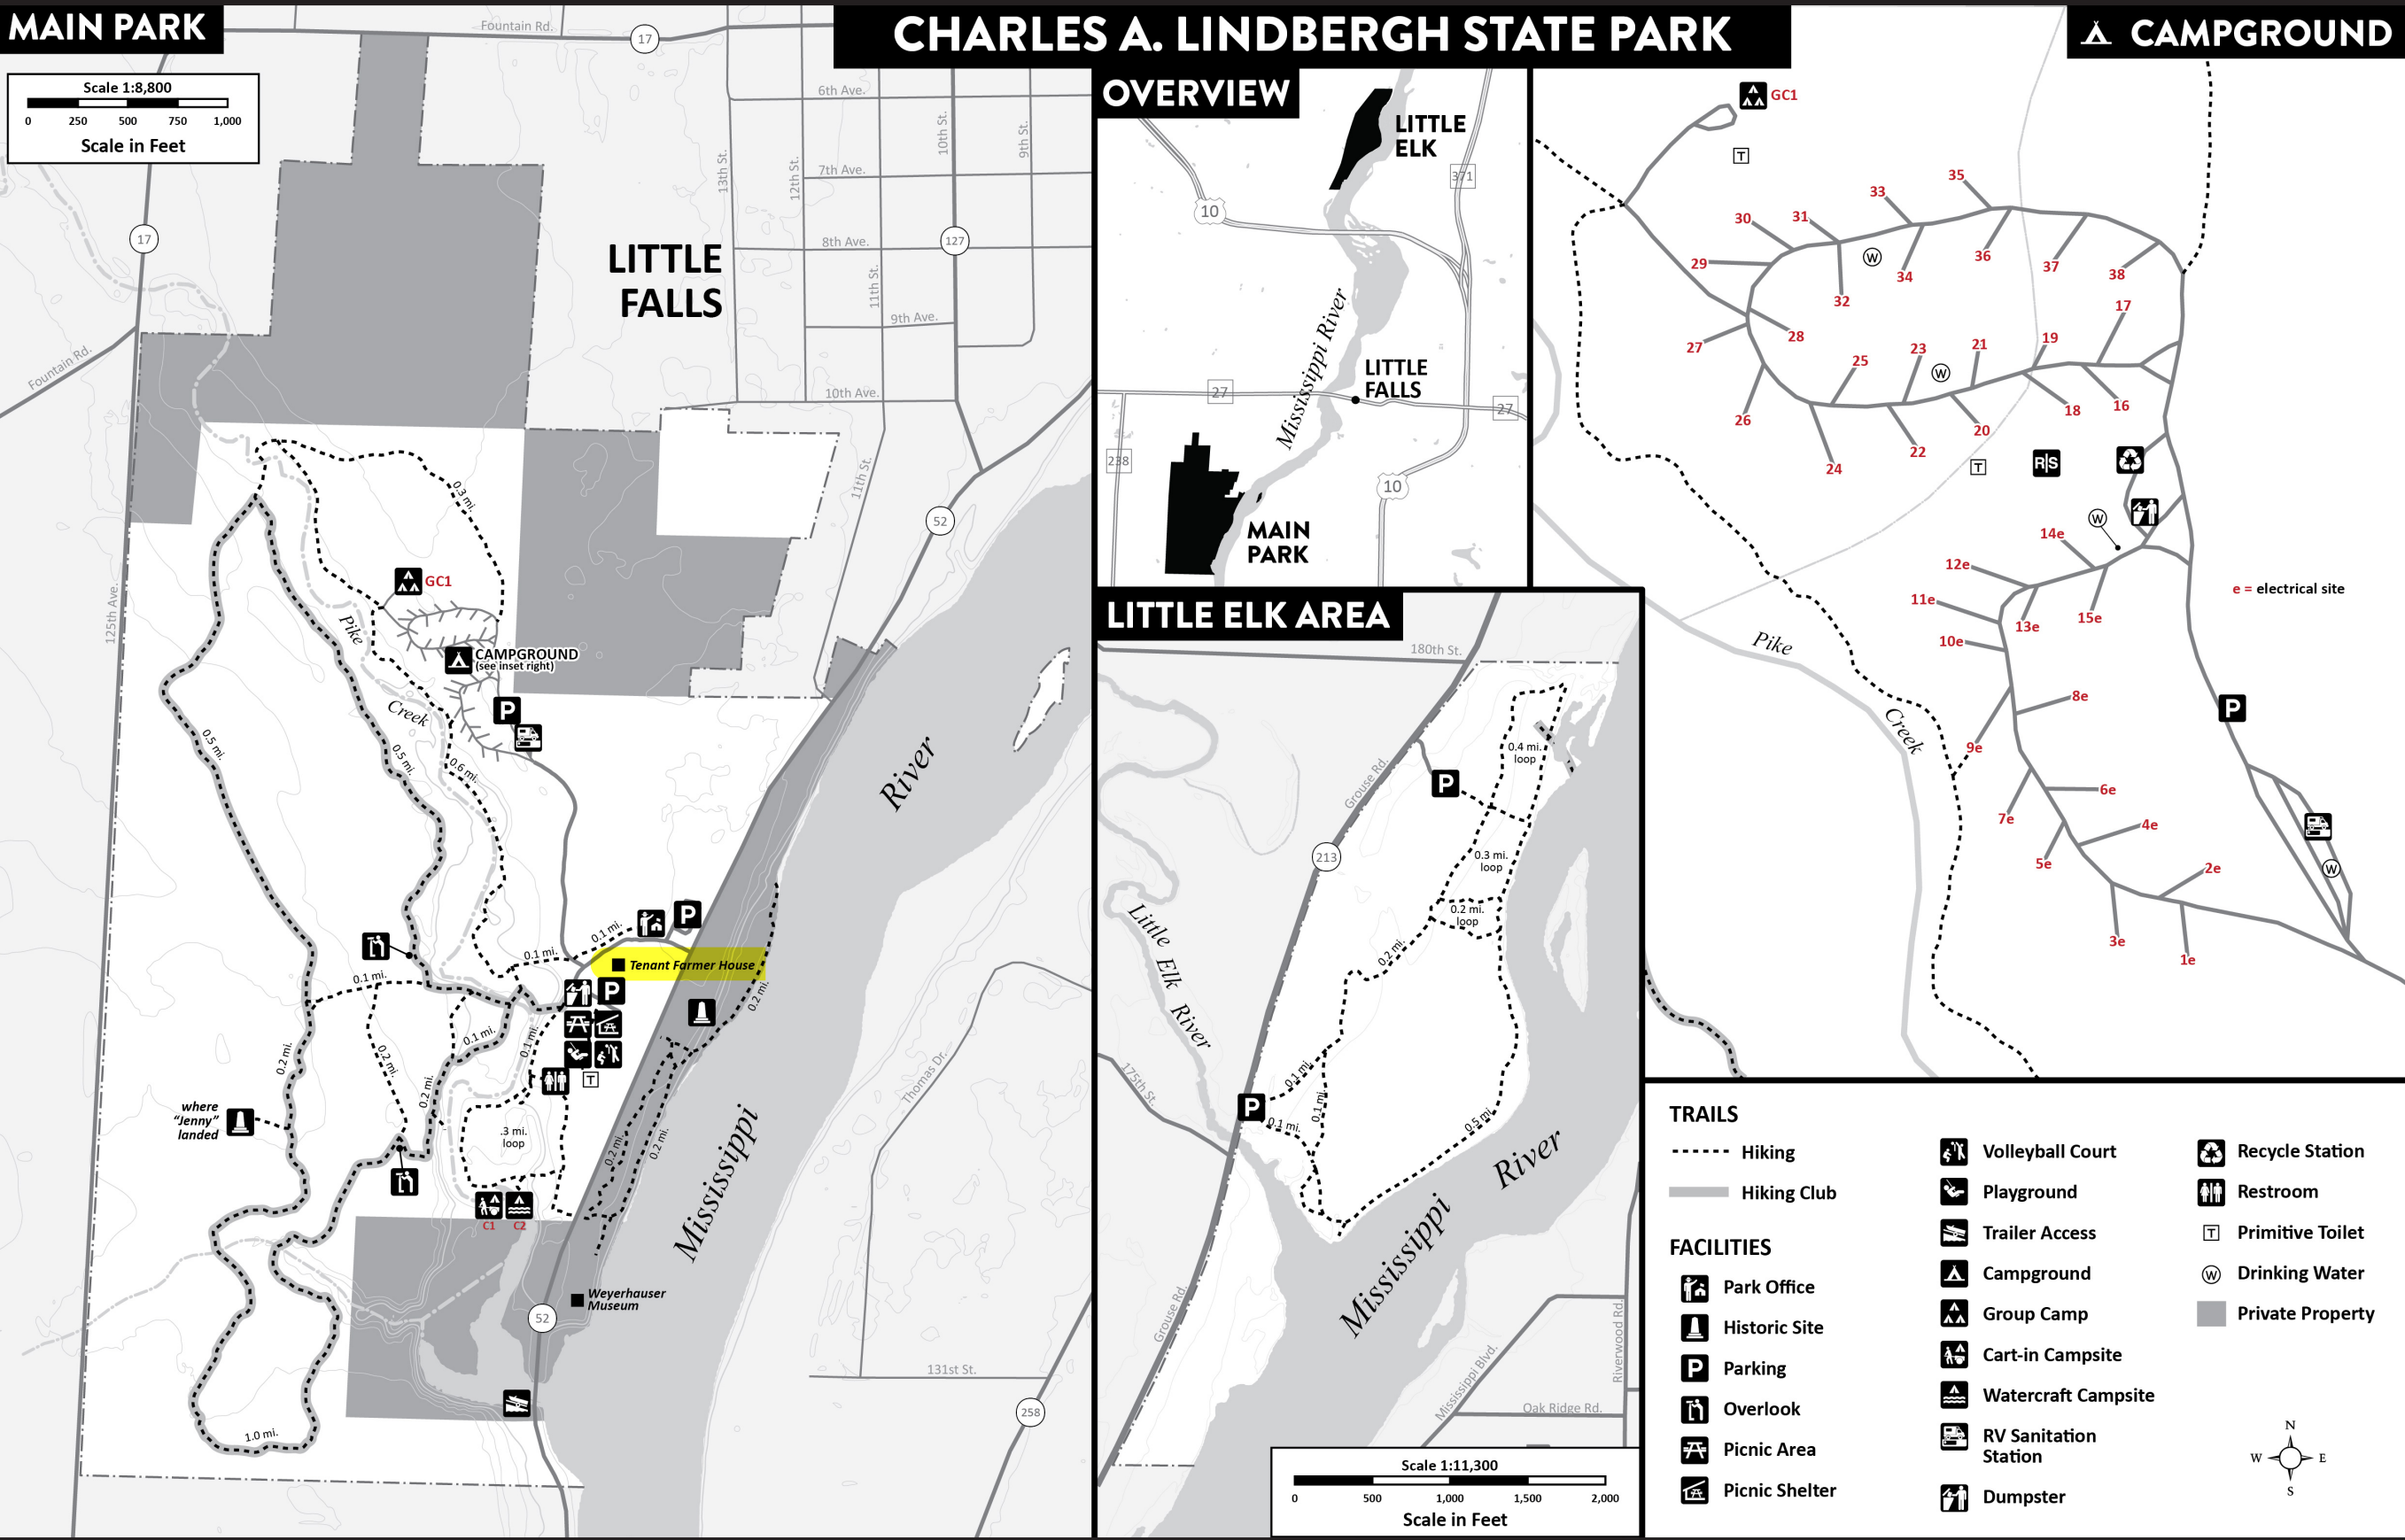 MAIN PARK
CHARLES A. LINDBERGH STATE PARK
CAMPGROUND
Scale 1:8,800
0 250 500 750 1,000
Scale in Feet
Fountain Rd.
17
6th Ave.
7th Ave.
8th Ave.
9th Ave.
10th Ave.
13th St.
12th St.
11th St.
10th St.
9th St.
127
17
Fountain Rd.
LITTLE
FALLS
11th St.
52
125th Ave.
0.3 mi.
GC1
Pike
Creek
CAMPGROUND
(see inset right)
P
0.5 mi.
0.5 mi.
0.6 mi.
River
P
0.1 mi.
0.1 mi.
Tenant Farmer House
P
0.1 mi.
0.2 mi.
0.1 mi.
0.1 mi.
0.2 mi.
0.2 mi.
0.2 mi.
T
where
"Jenny"
landed
.3 mi.
loop
0.2 mi.
0.2 mi.
Thomas Dr.
Mississippi
C1 C2
Weyerhauser
Museum
52
131st St.
258
1.0 mi.
OVERVIEW
LITTLE
ELK
371
10
Mississippi River
LITTLE
FALLS
27
27
238
10
MAIN
PARK
LITTLE ELK AREA
180th St.
0.4 mi.
loop
Grouse Rd.
P
213
0.3 mi.
loop
0.2 mi.
loop
0.2 mi.
Little Elk River
175th St.
0.1 mi.
P
0.1 mi.
0.1 mi.
0.5 mi.
Mississippi River
Grouse Rd.
Mississippi Blvd.
Riverwood Rd.
Oak Ridge Rd.
Scale 1:11,300
0 500 1,000 1,500 2,000
Scale in Feet
GC1
T
35
33
31
30
29
W
36
37
38
34
32
17
28
27
19
21
23
25
W
26
18
16
20
22
24
T
R|S
W
14e
12e
11e
13e
15e
10e
e = electrical site
Pike
Creek
8e
P
9e
6e
7e
4e
5e
2e
W
3e
1e
TRAILS
Hiking
Hiking Club
FACILITIES
Park Office
Historic Site
P Parking
Overlook
Picnic Area
Picnic Shelter
Volleyball Court
Playground
Trailer Access
Campground
Group Camp
Cart-in Campsite
Watercraft Campsite
RV Sanitation
Station
Dumpster
Recycle Station
Restroom
T Primitive Toilet
W Drinking Water
Private Property
N
W E
S